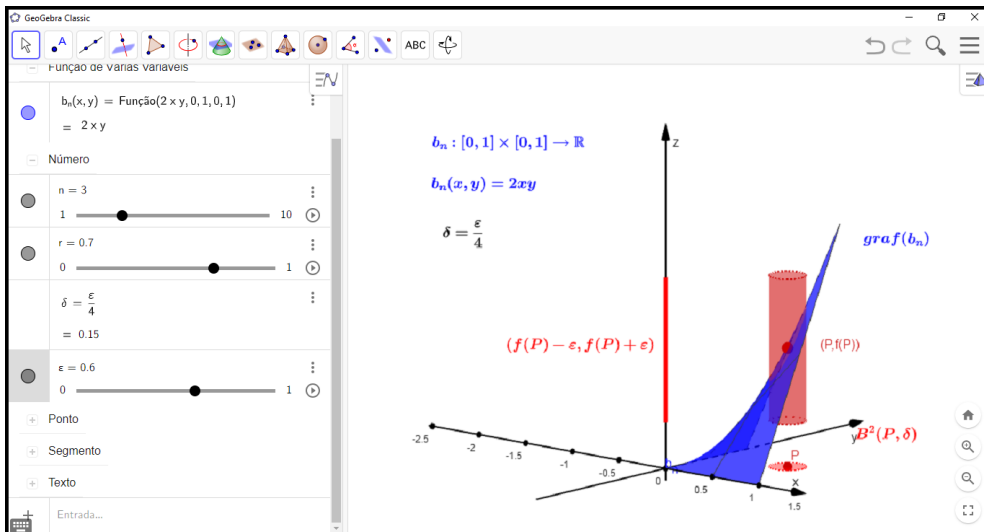 GeoGebra Classic
ABC
Função de Várias Variáveis
bₙ(x,y) = Função(2 x y, 0, 1, 0, 1)
= 2 x y
Número
n = 3
1 10
r = 0.7
0 1
δ = ε/4
= 0.15
ε = 0.6
0 1
Ponto
Segmento
Texto
Entrada...
z
bₙ : [0, 1] × [0, 1] → ℝ
bₙ(x, y) = 2xy
δ = ε/4
graf(bₙ)
(f(P) − ε, f(P) + ε)
(P,f(P))
y
B²(P, δ)
P
x
-2.5
-2
-1.5
-1
-0.5
0
0.5
1
1.5